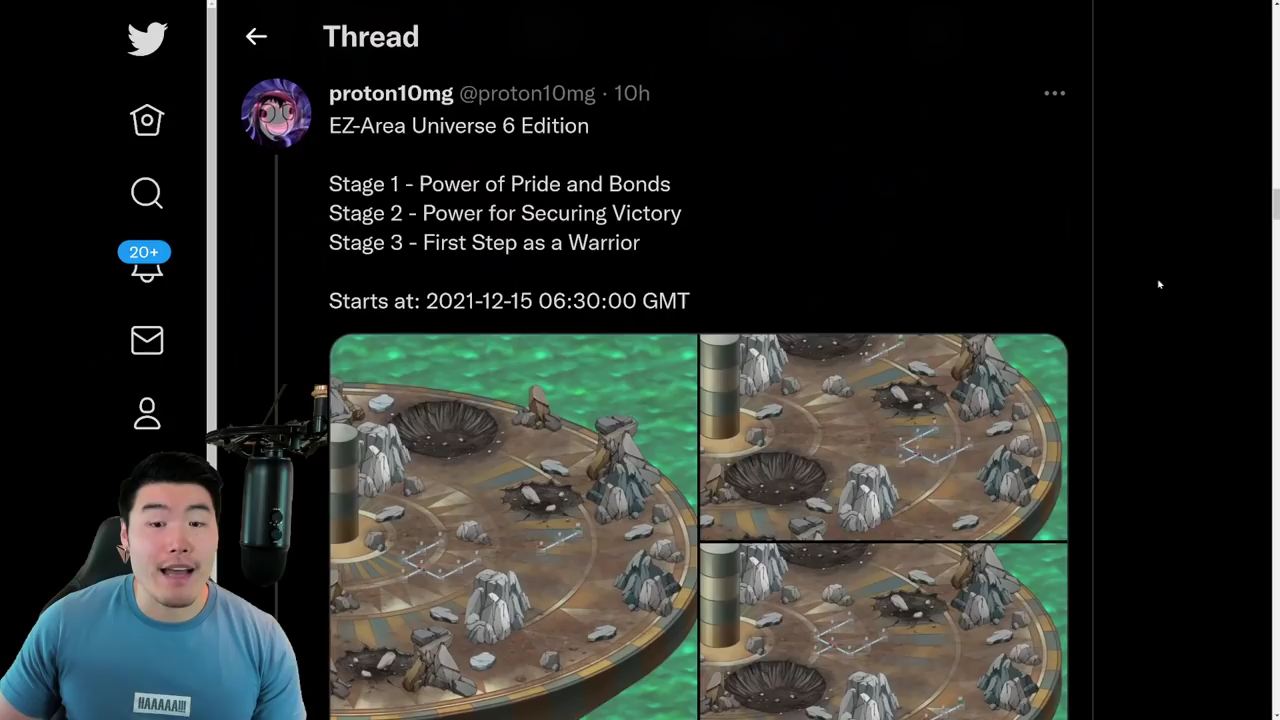 Thread
proton10mg @proton10mg · 10h
EZ-Area Universe 6 Edition
Stage 1 - Power of Pride and Bonds
Stage 2 - Power for Securing Victory
Stage 3 - First Step as a Warrior
20+
Starts at: 2021-12-15 06:30:00 GMT
HAAAAA!!!